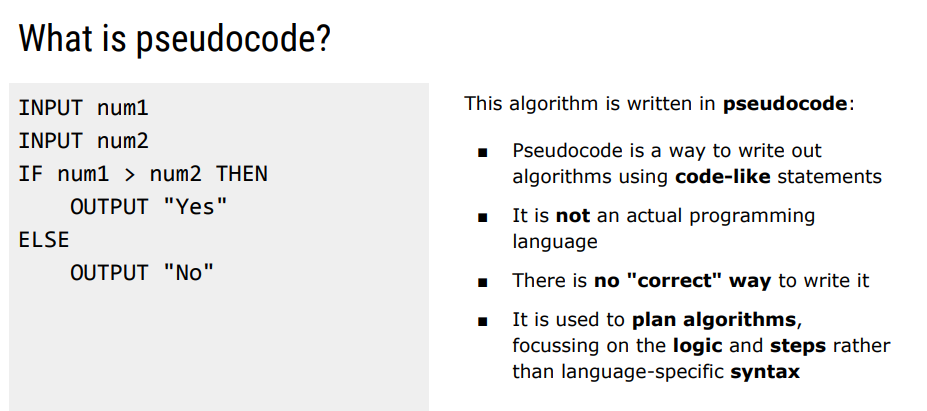 What is pseudocode?
INPUT num1
INPUT num2
IF num1 > num2 THEN
    OUTPUT "Yes"
ELSE
    OUTPUT "No"
This algorithm is written in pseudocode:
▪ Pseudocode is a way to write out
algorithms using code-like statements
▪ It is not an actual programming
language
▪ There is no "correct" way to write it
▪ It is used to plan algorithms,
focussing on the logic and steps rather
than language-specific syntax